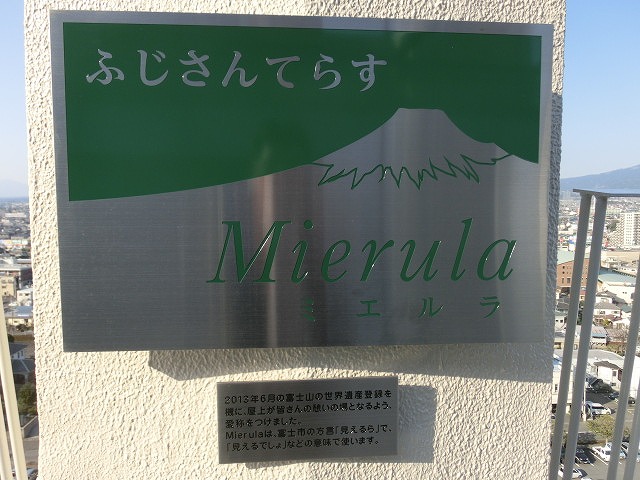 ふじさんてらす
Mierula
ミエルラ
2013年6月の富士山の世界遺産登録を
機に、屋上が皆さんの憩いの場となるよう、
愛称をつけました。
Mierulaは、富士市の方言「見えるら」で、
「見えるでしょ」などの意味で使います。